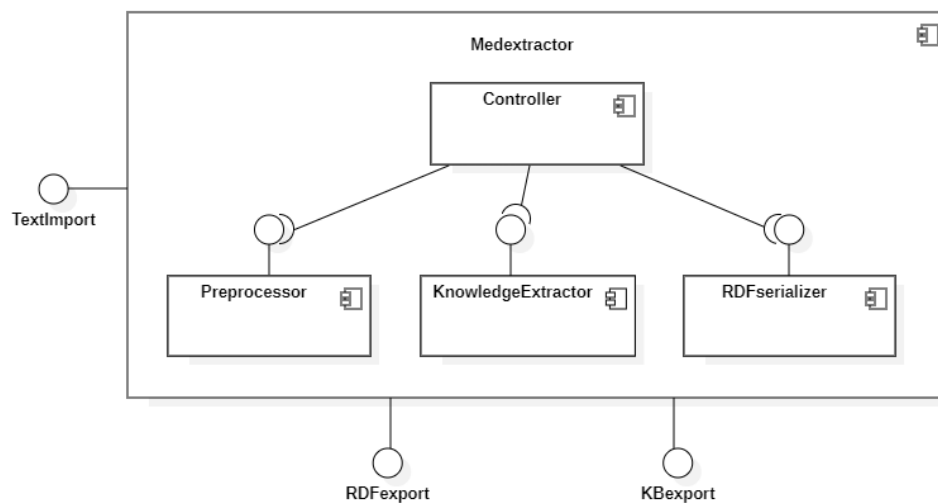 Medextractor
Controller
TextImport
Preprocessor
KnowledgeExtractor
RDFserializer
RDFexport
KBexport